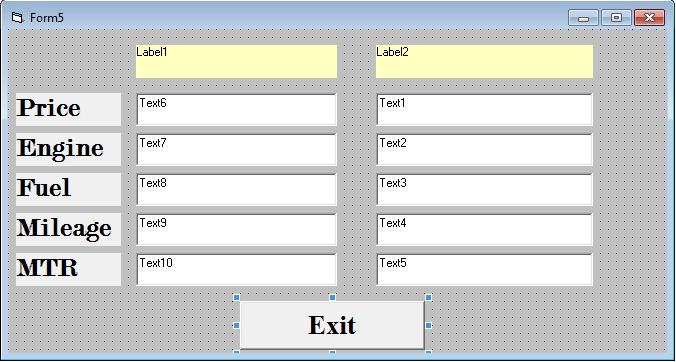 Form5
Label1 Label2
Price Text6 Text1
Engine Text7 Text2
Fuel Text8 Text3
Mileage Text9 Text4
MTR Text10 Text5
Exit